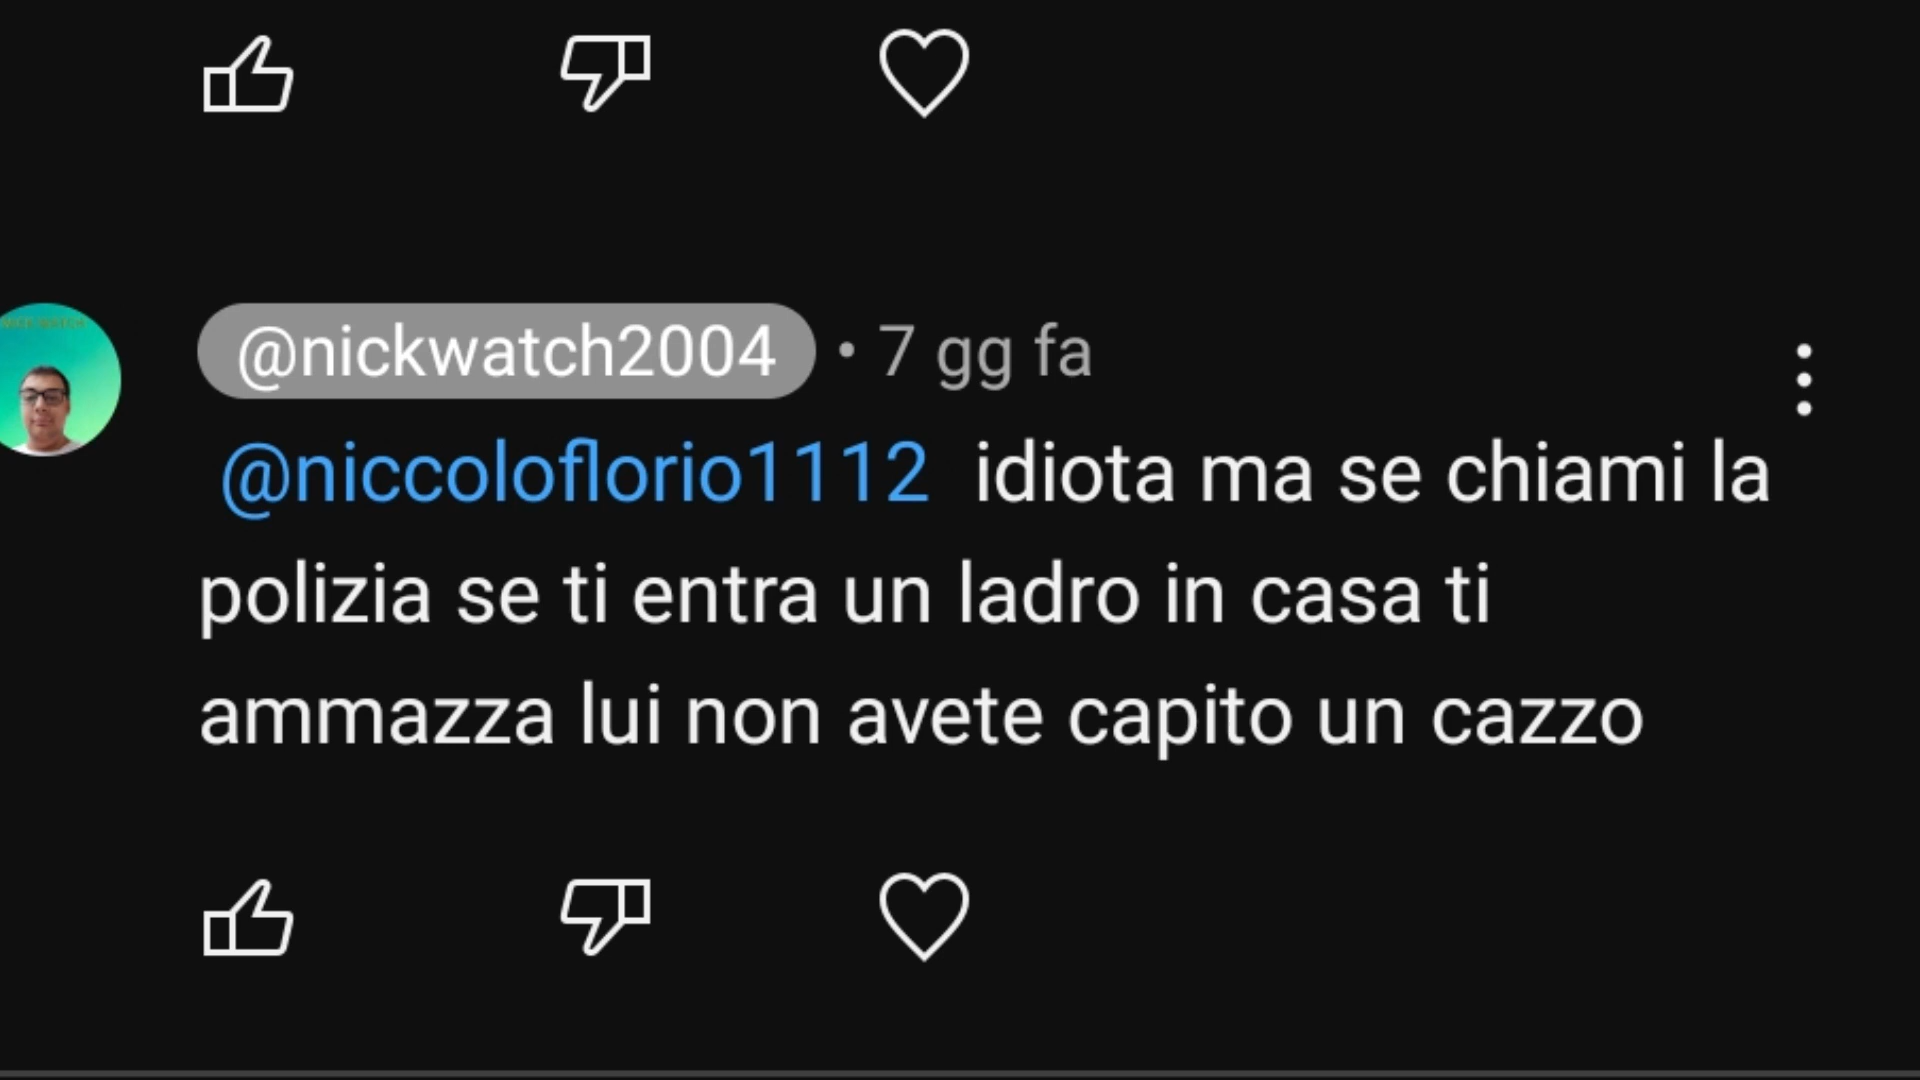 @nickwatch2004 • 7 gg fa
@niccoloflorio1112 idiota ma se chiami la
polizia se ti entra un ladro in casa ti
ammazza lui non avete capito un cazzo